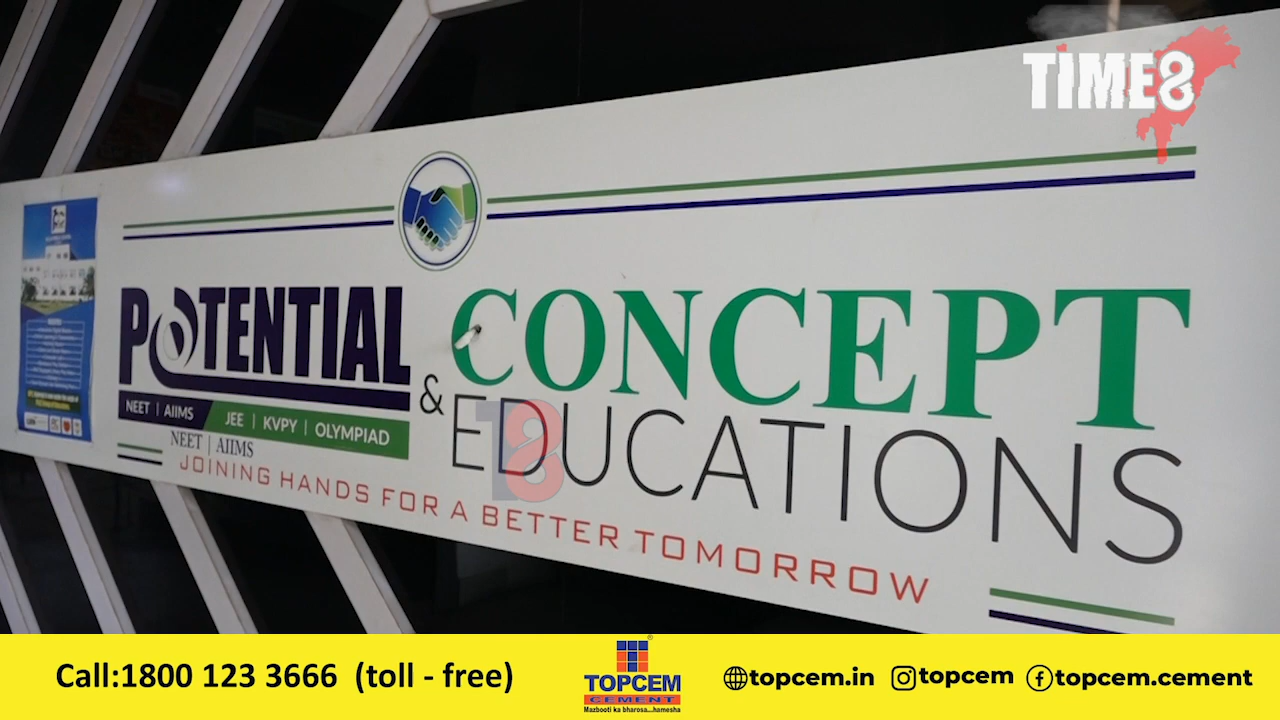 TIME8
POTENTIAL
NEET | AIIMS
JEE | KVPY | OLYMPIAD
NEET | AIIMS
&
CONCEPT
EDUCATIONS
T8
JOINING HANDS FOR A BETTER TOMORROW
Call:1800 123 3666 (toll - free)
TOPCEM
CEMENT
Mazbooti ka bharosa...hamesha
®
topcem.in
topcem
topcem.cement